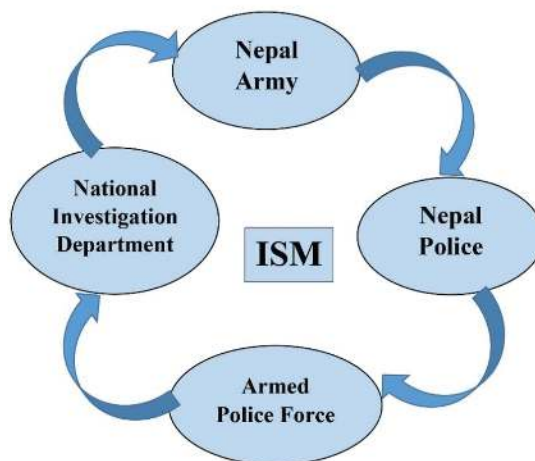 Nepal
Army
National
Investigation
Department
Nepal
Police
ISM
Armed
Police Force